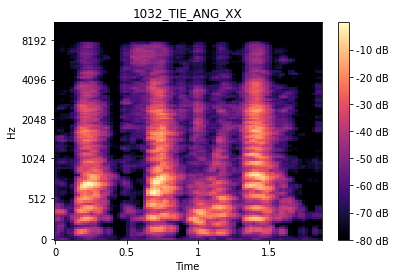 1032_TIE_ANG_XX
8192
4096
2048
1024
512
0
Hz
0
0.5
1
1.5
Time
-10 dB
-20 dB
-30 dB
-40 dB
-50 dB
-60 dB
-70 dB
-80 dB